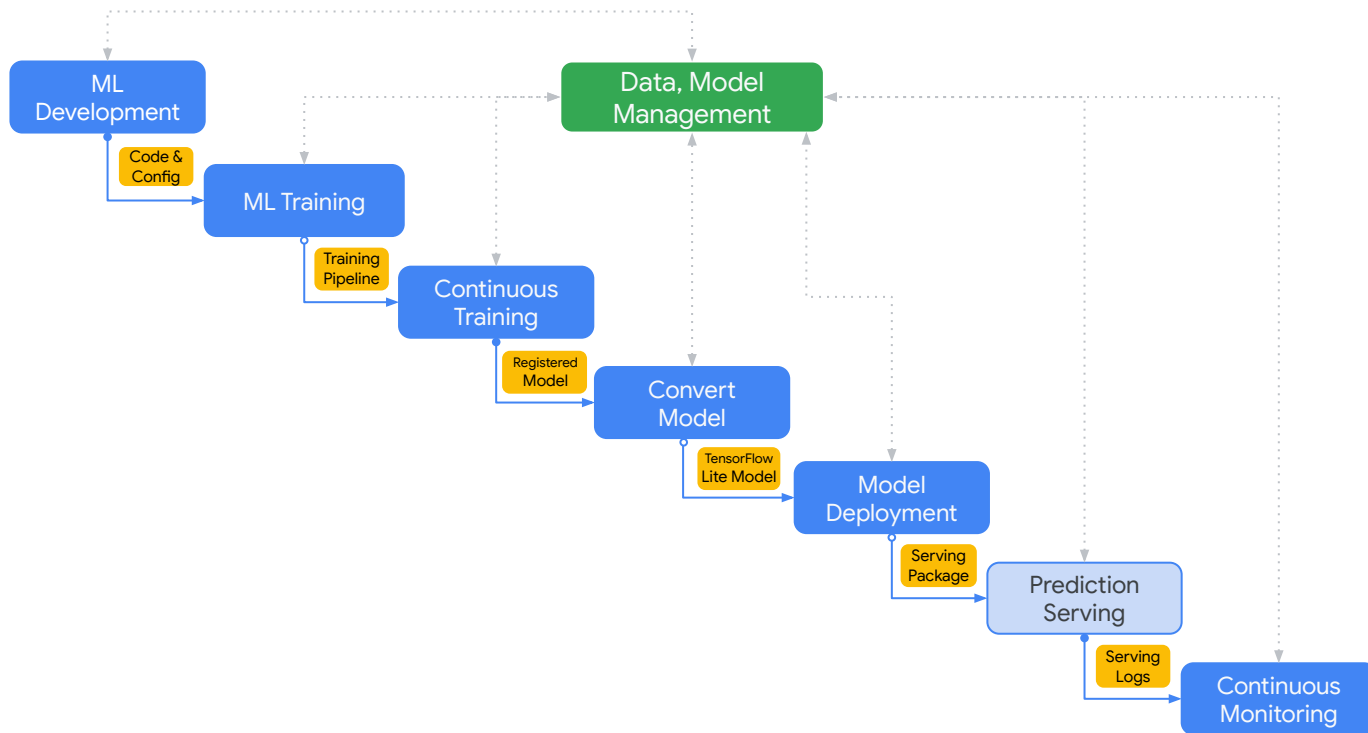 ML
Development
Data, Model
Management
Code &
Config
ML Training
Training
Pipeline
Continuous
Training
Registered
Model
Convert
Model
TensorFlow
Lite Model
Model
Deployment
Serving
Package
Prediction
Serving
Serving
Logs
Continuous
Monitoring